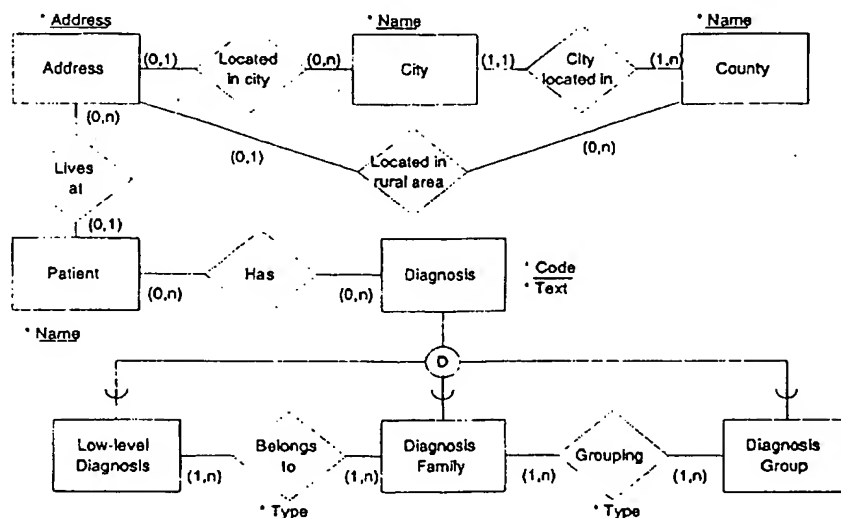 * Address
* Name
* Name
Address
(0,1)
Located
in city
(0,n)
City
(1,1)
City
located in
(1,n)
County
(0,n)
(0,1)
Located in
rural area
(0,n)
Lives
at
(0,1)
Patient
(0,n)
Has
(0,n)
Diagnosis
* Code
* Text
* Name
D
Low-level
Diagnosis
(1,n)
Belongs
to
(1,n)
Diagnosis
Family
(1,n)
Grouping
(1,n)
Diagnosis
Group
* Type
* Type